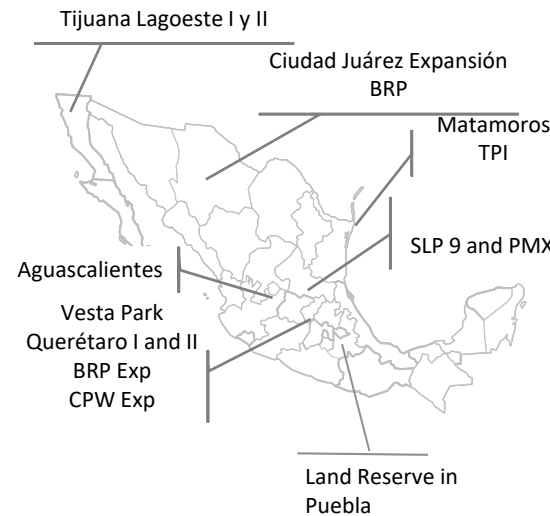 Tijuana Lagoeste I y II
Ciudad Juárez Expansión
BRP
Matamoros
TPI
SLP 9 and PMX
Aguascalientes
Vesta Park
Querétaro I and II
BRP Exp
CPW Exp
Land Reserve in
Puebla